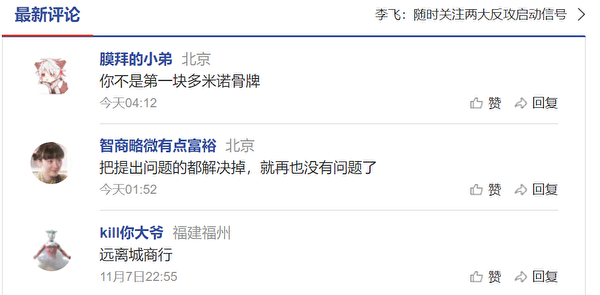 最新评论
李飞：随时关注两大反攻启动信号
膜拜的小弟 北京
你不是第一块多米诺骨牌
今天04:12 赞 回复
智商略微有点富裕 北京
把提出问题的都解决掉，就再也没有问题了
今天01:52 赞 回复
kill你大爷 福建福州
远离城商行
11月7日22:55 赞 回复